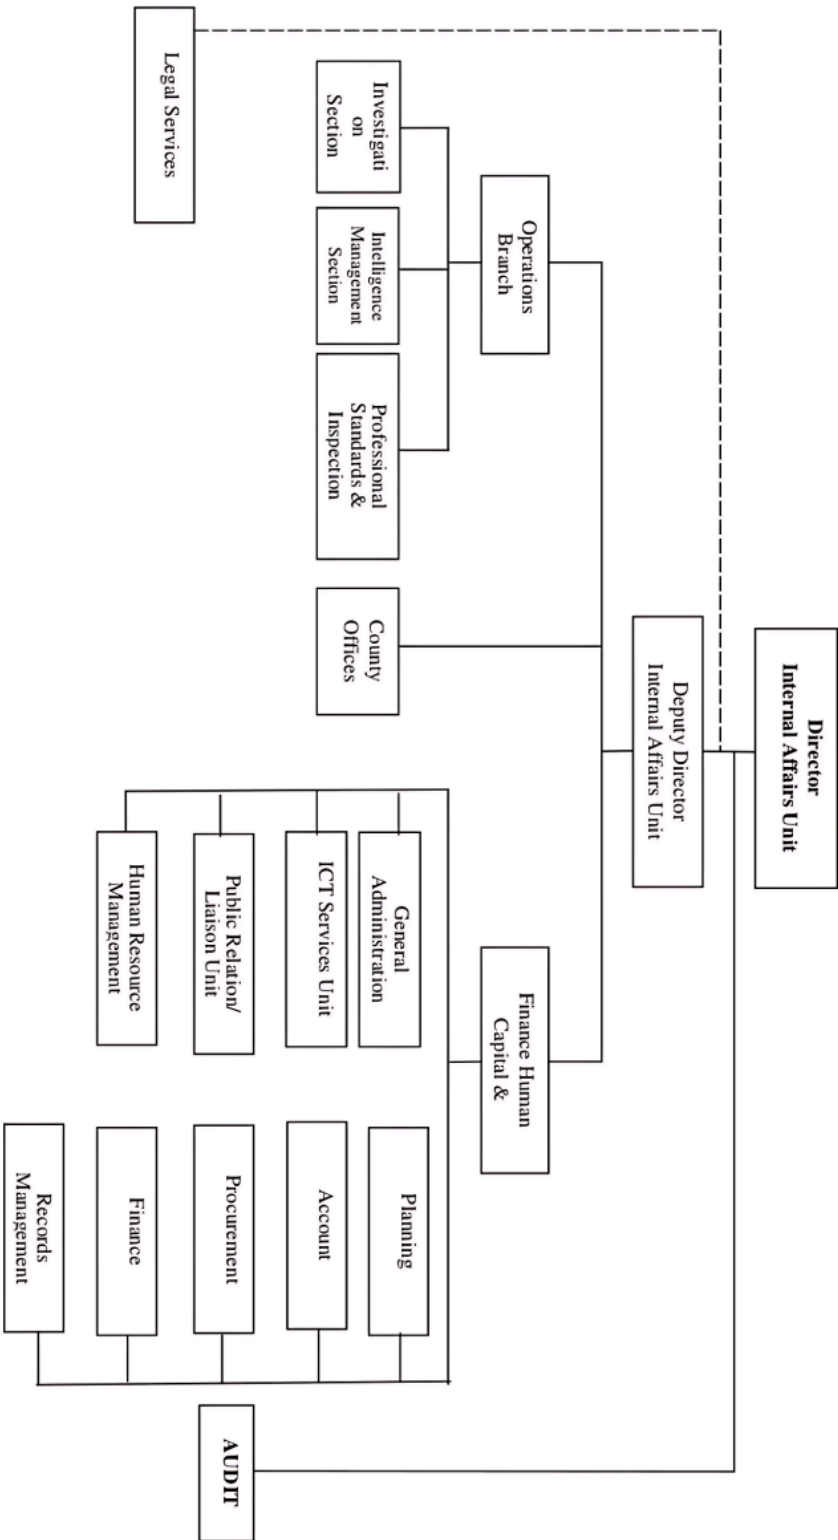 Director
Internal Affairs Unit
Deputy Director
Internal Affairs Unit
Operations
Branch
Finance Human
Capital &
Investigati
on
Section
Intelligence
Management
Section
Professional
Standards &
Inspection
County
Offices
General
Administration
ICT Services Unit
Public Relation/
Liaison Unit
Human Resource
Management
Planning
Account
Procurement
Finance
Records
Management
Legal Services
AUDIT